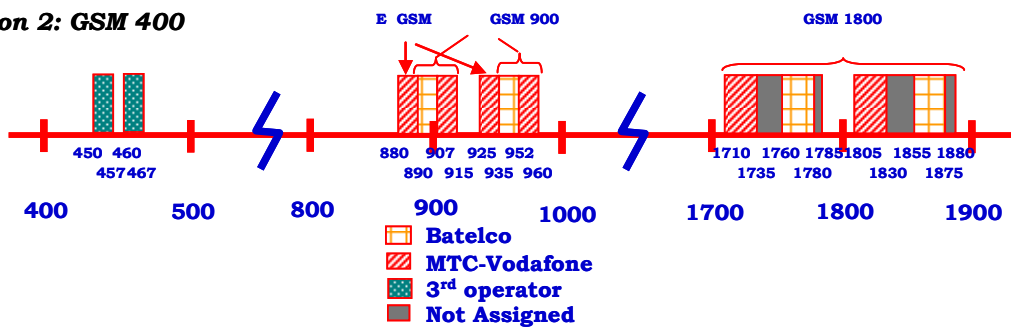 on 2: GSM 400
E GSM GSM 900 GSM 1800
450 460 880 907 925 952 1710 1760 1785 1805 1855 1880
457 467 890 915 935 960 1735 1780 1830 1875
400 500 800 900 1000 1700 1800 1900
Batelco
MTC-Vodafone
3rd operator
Not Assigned